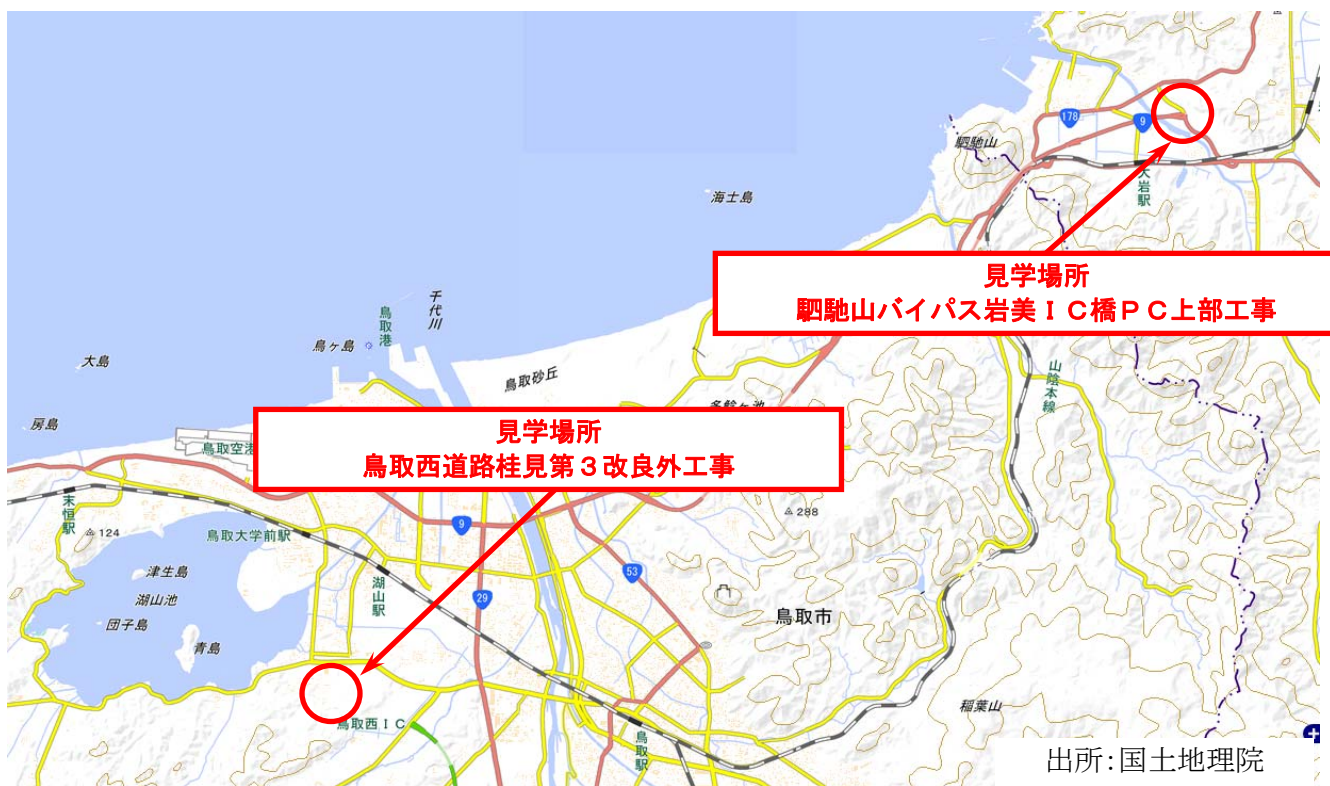 178
9
駟馳山
大岩駅
海士島
見学場所
駟馳山バイパス岩美IC橋PC上部工事
千代川
鳥取港
鳥ヶ島
大島
鳥取砂丘
山陰本線
多鯰ヶ池
房島
鳥取空港
見学場所
鳥取西道路桂見第3改良外工事
末恒駅
124
鳥取大学前駅
9
288
津生島
湖山池
団子島
青島
湖山駅
29
53
鳥取市
稲葉山
鳥取西IC
鳥取駅
出所:国土地理院